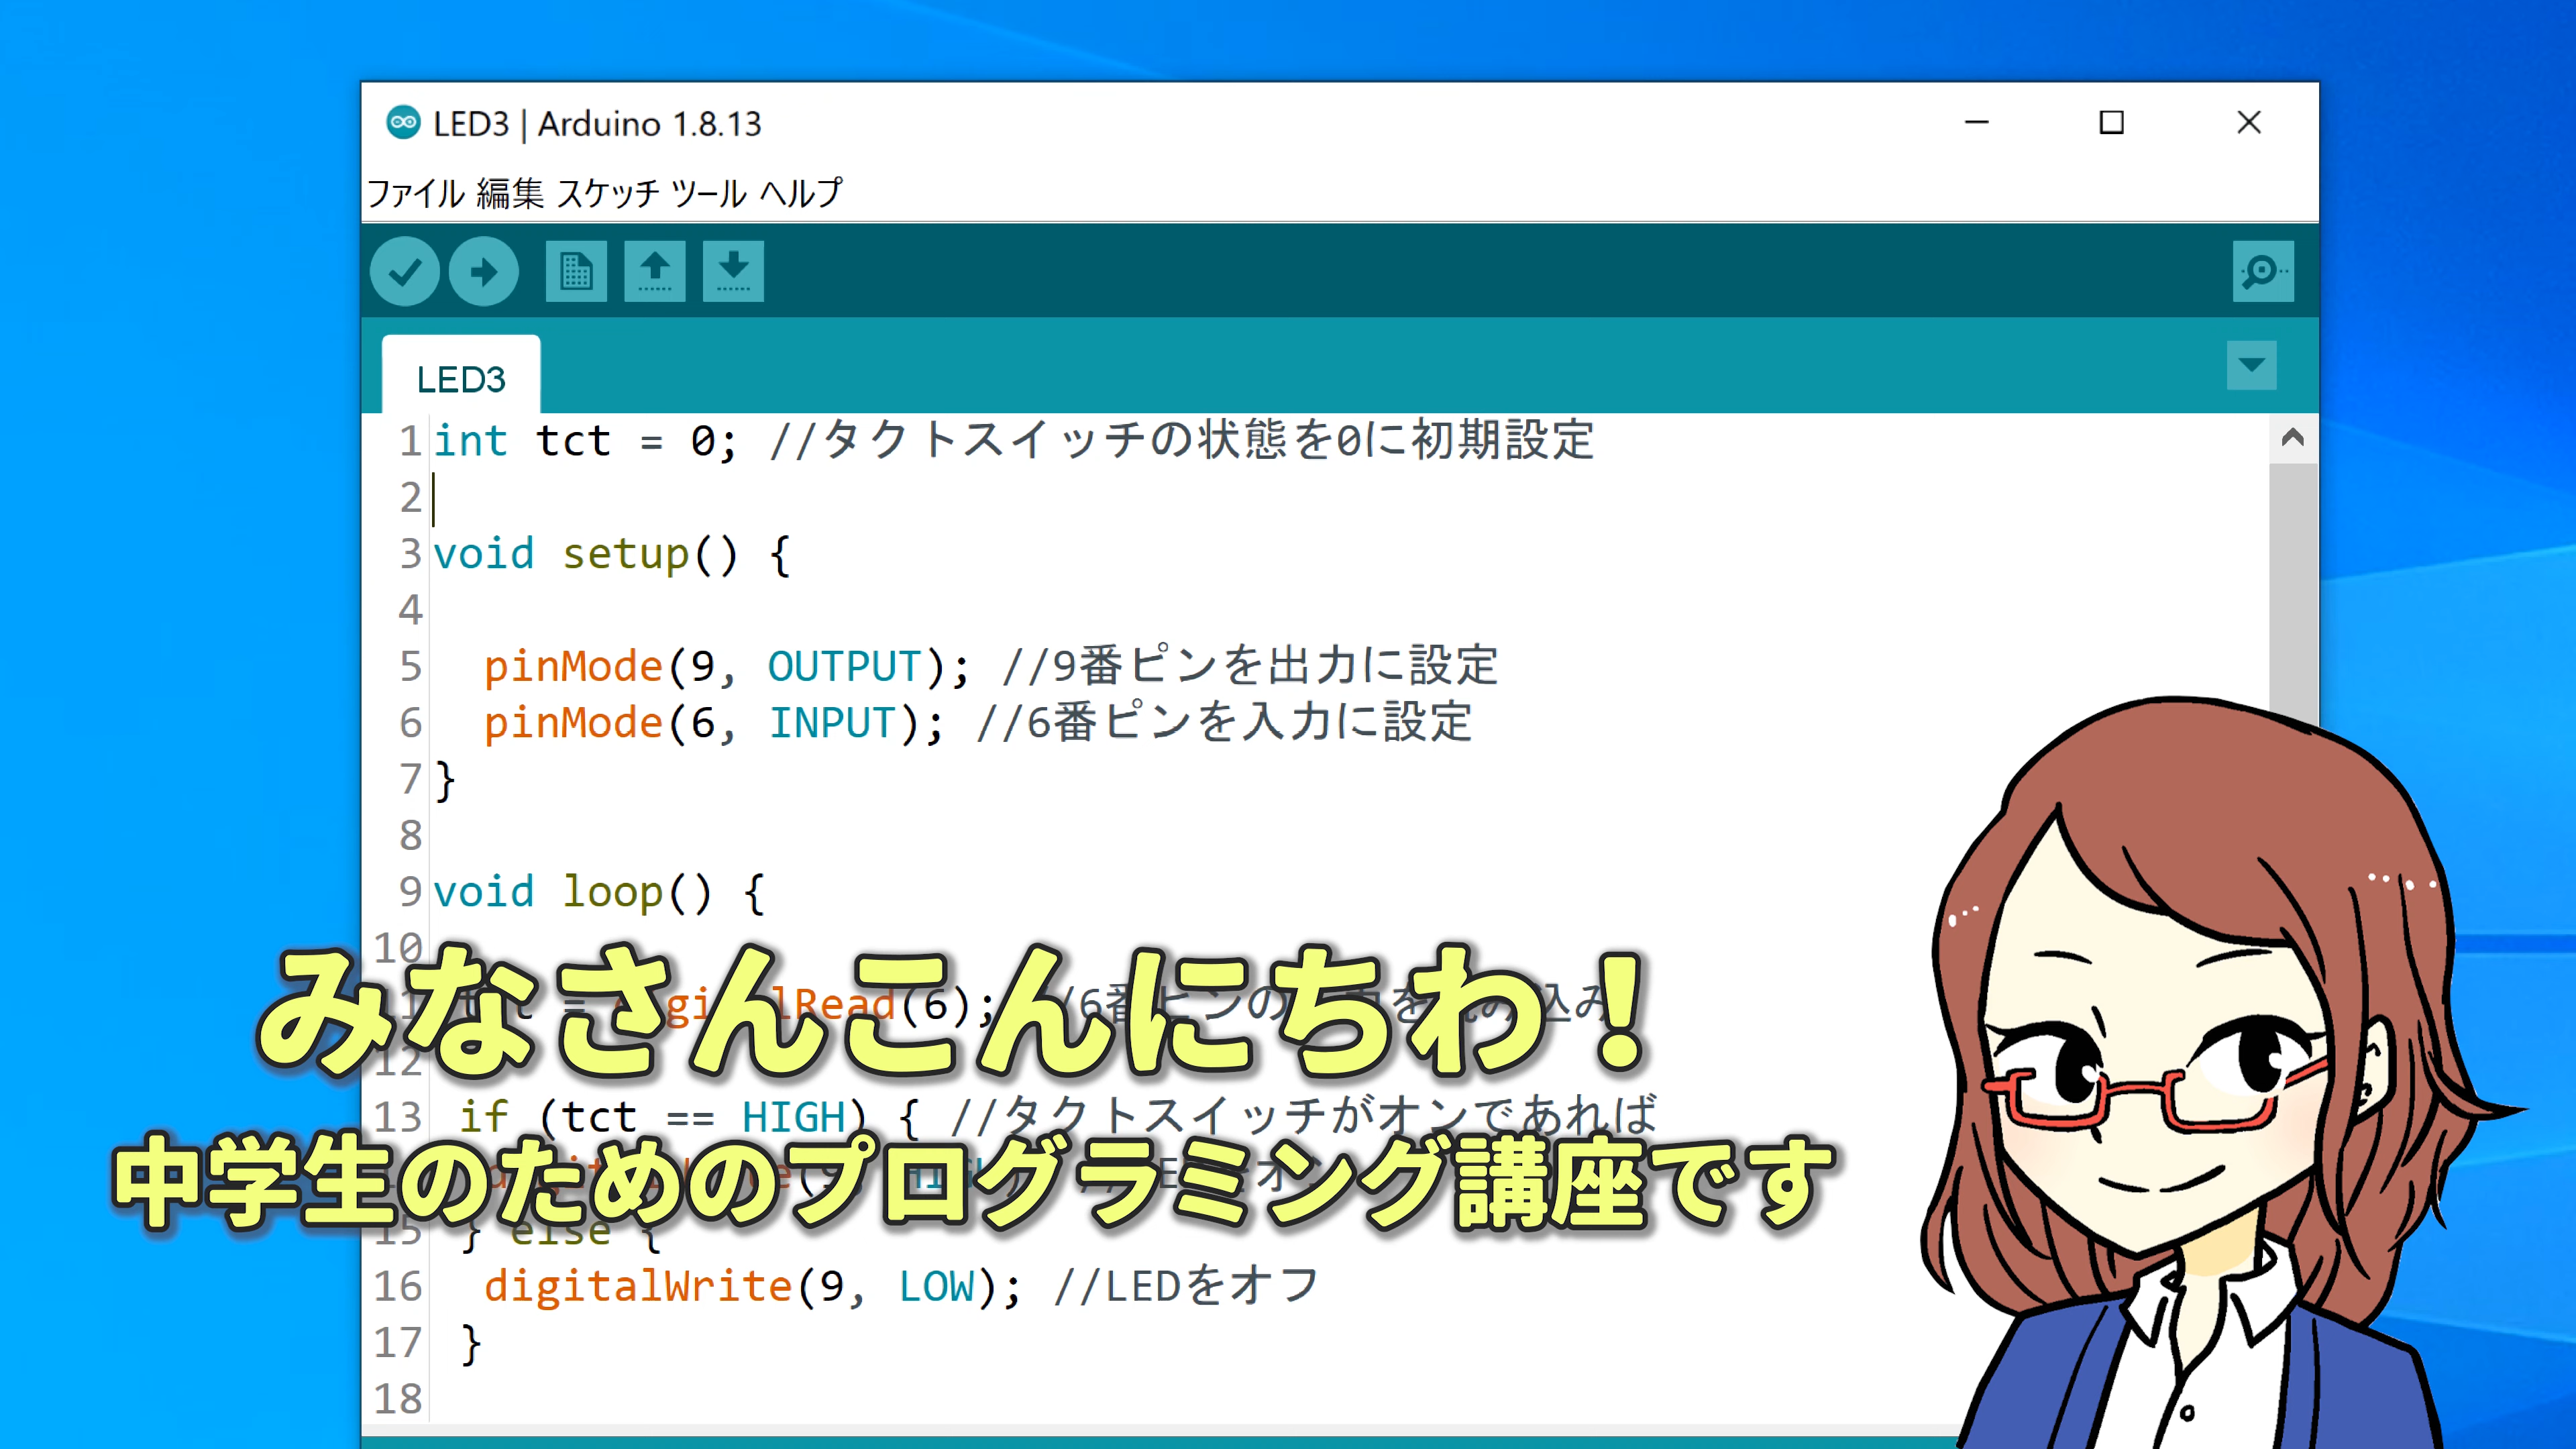 LED3 | Arduino 1.8.13
ファイル 編集 スケッチ ツール ヘルプ
LED3
1 int tct = 0; //タクトスイッチの状態を0に初期設定
2
3 void setup() {
4
5 pinMode(9, OUTPUT); //9番ピンを出力に設定
6 pinMode(6, INPUT); //6番ピンを入力に設定
7 }
8
9 void loop() {
10
みなさんこんにちわ！
(6);
12
13 if (tct == HIGH) { //タクトスイッチがオンであれば
中学生のためのプログラミング講座です
15 } else {
16 digitalWrite(9, LOW); //LEDをオフ
17 }
18